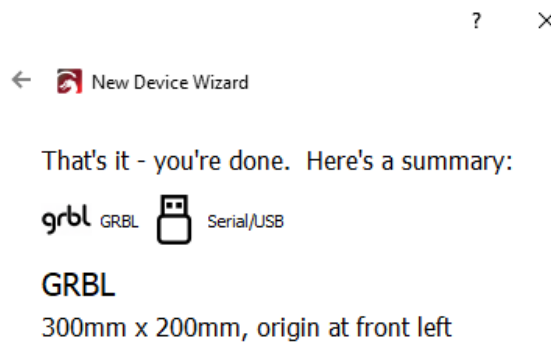 ?
New Device Wizard
That's it - you're done. Here's a summary:
grbl GRBL Serial/USB
GRBL
300mm x 200mm, origin at front left